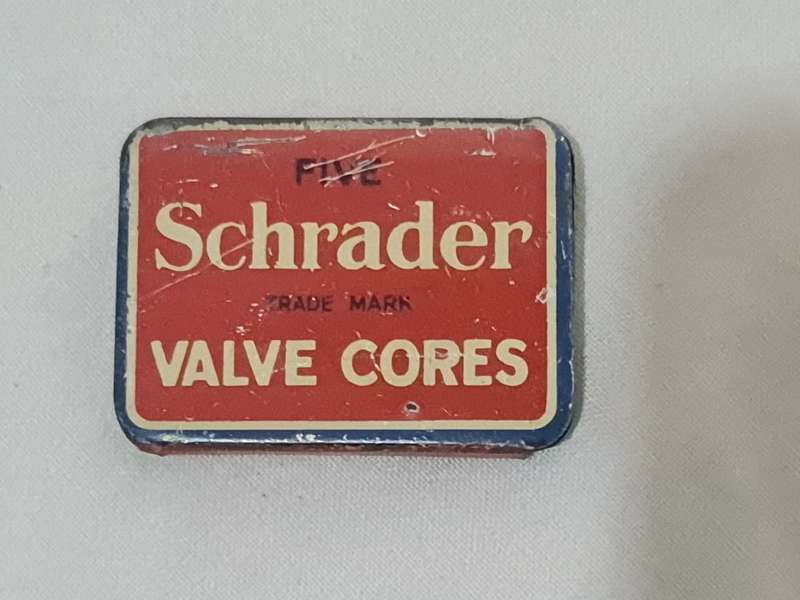 FIVE
Schrader
TRADE MARK
VALVE CORES